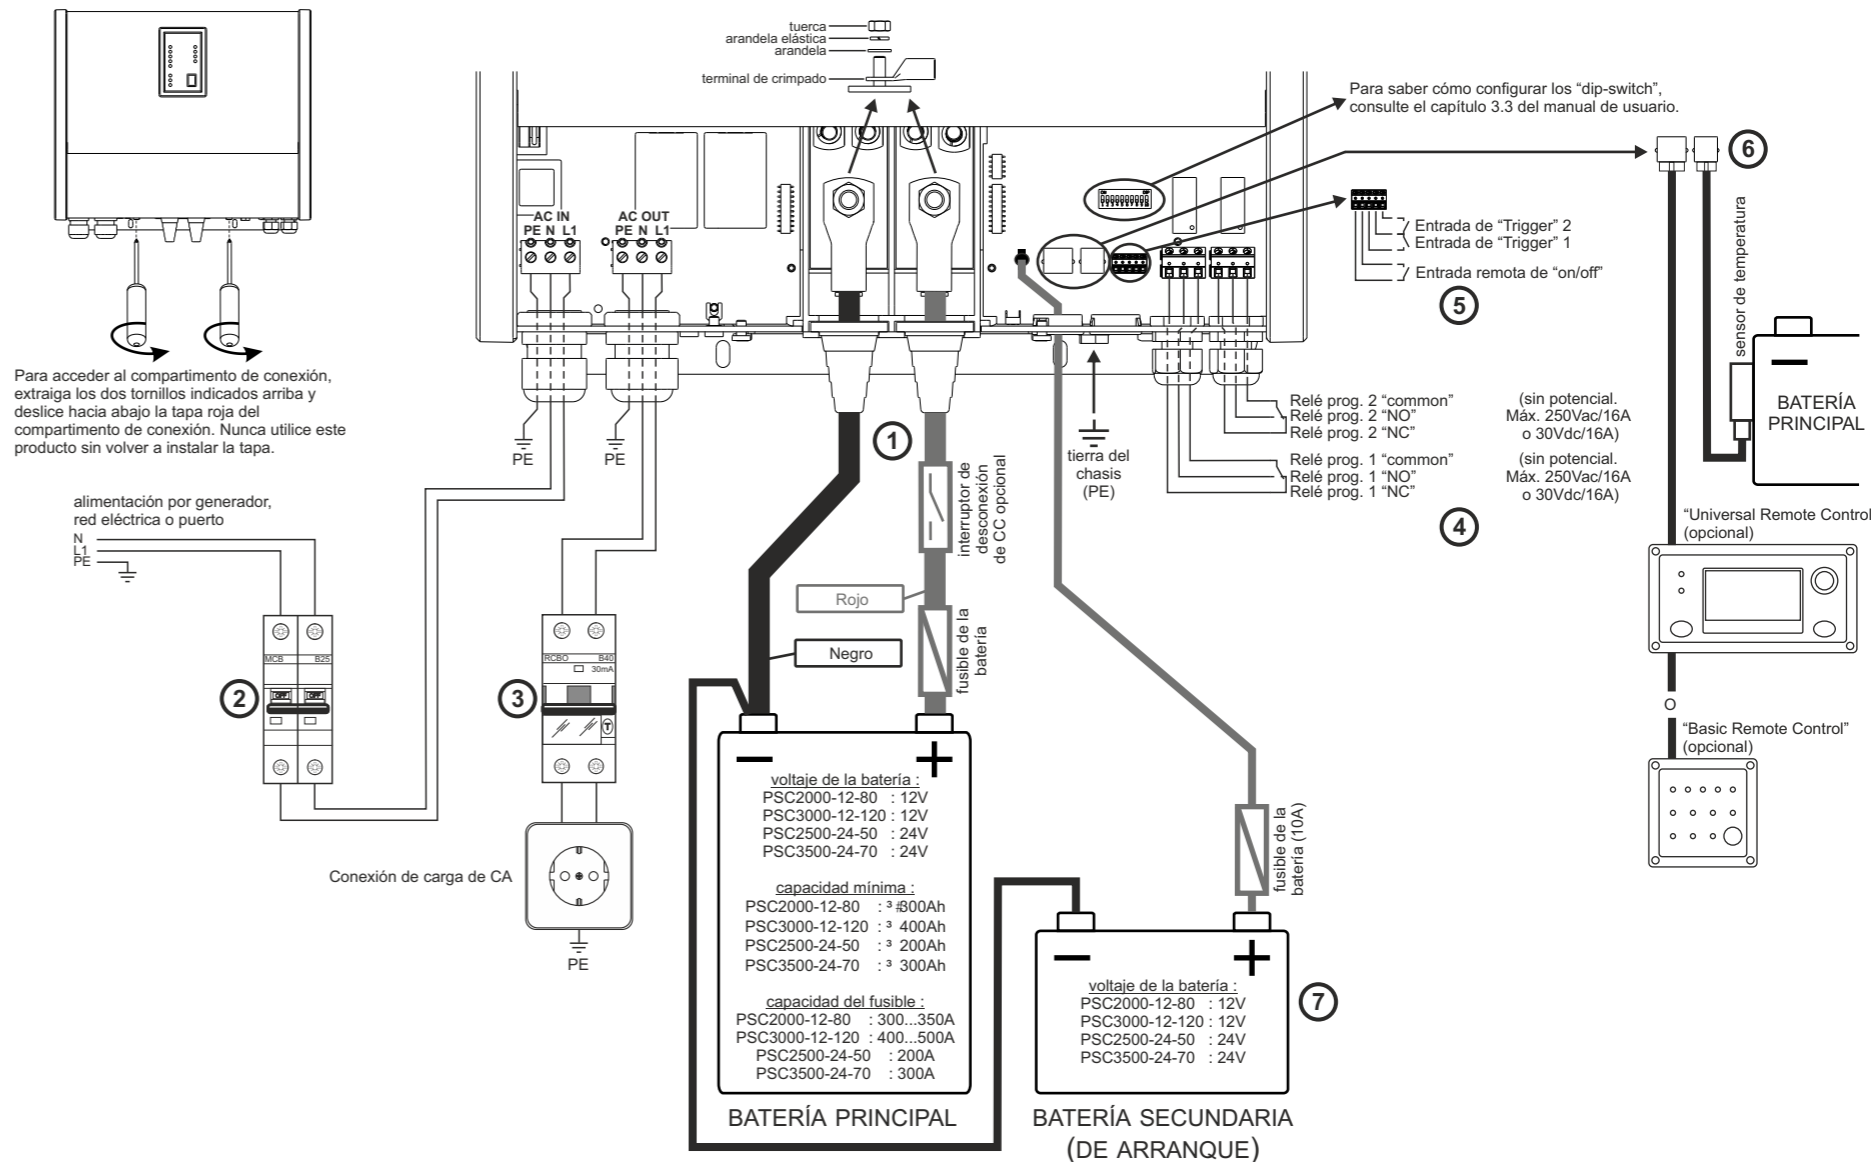 tuerca
arandela elástica
arandela
terminal de crimpado
Para saber cómo configurar los “dip-switch”,
consulte el capítulo 3.3 del manual de usuario.
6
AC IN
PE N L1
AC OUT
PE N L1
Entrada de “Trigger” 2
Entrada de “Trigger” 1
Entrada remota de “on/off”
5
sensor de temperatura
BATERÍA
PRINCIPAL
Para acceder al compartimento de conexión,
extraiga los dos tornillos indicados arriba y
deslice hacia abajo la tapa roja del
compartimento de conexión. Nunca utilice este
producto sin volver a instalar la tapa.
PE
PE
1
tierra del
chasis
(PE)
Relé prog. 2 “common”
Relé prog. 2 “NO”
Relé prog. 2 “NC”
(sin potencial.
Máx. 250Vac/16A
o 30Vdc/16A)
Relé prog. 1 “common”
Relé prog. 1 “NO”
Relé prog. 1 “NC”
(sin potencial.
Máx. 250Vac/16A
o 30Vdc/16A)
4
alimentación por generador,
red eléctrica o puerto
N
L1
PE
interruptor de
desconexión
de CC opcional
“Universal Remote Control
(opcional)
Rojo
Negro
fusible de la
batería
MCB B25
OFF OFF
2
RCBO B40
30mA
T
3
O
“Basic Remote Control”
(opcional)
voltaje de la batería :
PSC2000-12-80 : 12V
PSC3000-12-120 : 12V
PSC2500-24-50 : 24V
PSC3500-24-70 : 24V
capacidad mínima :
PSC2000-12-80 : ³ #300Ah
PSC3000-12-120 : ³ 400Ah
PSC2500-24-50 : ³ 200Ah
PSC3500-24-70 : ³ 300Ah
capacidad del fusible :
PSC2000-12-80 : 300...350A
PSC3000-12-120 : 400...500A
PSC2500-24-50 : 200A
PSC3500-24-70 : 300A
BATERÍA PRINCIPAL
Conexión de carga de CA
PE
fusible de la
batería (10A)
voltaje de la batería :
PSC2000-12-80 : 12V
PSC3000-12-120 : 12V
PSC2500-24-50 : 24V
PSC3500-24-70 : 24V
7
BATERÍA SECUNDARIA
(DE ARRANQUE)